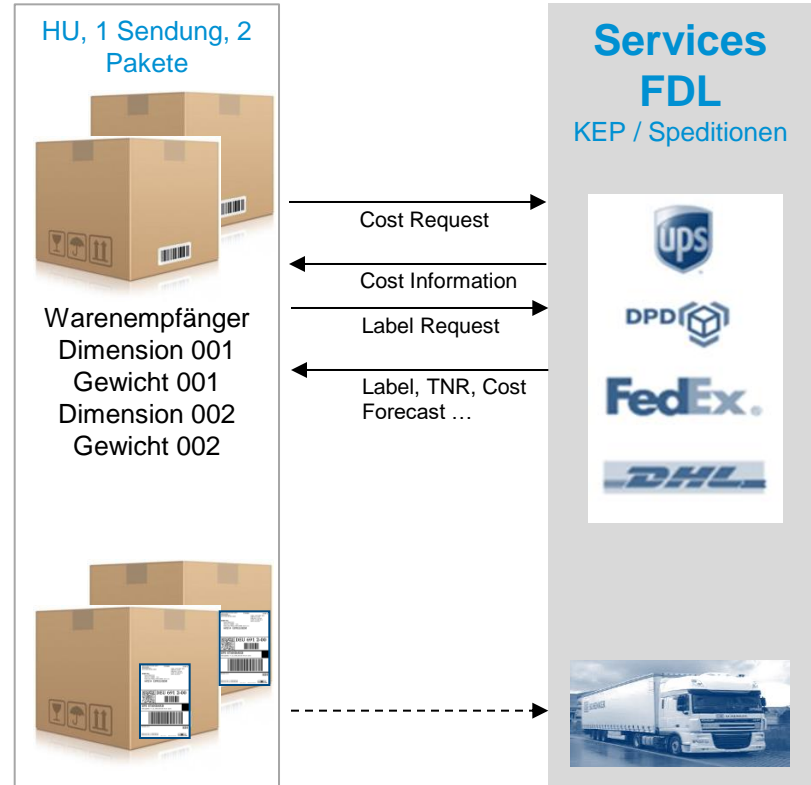 HU, 1 Sendung, 2
Pakete
Warenempfänger
Dimension 001
Gewicht 001
Dimension 002
Gewicht 002
Cost Request
Cost Information
Label Request
Label, TNR, Cost
Forecast …
Services
FDL
KEP / Speditionen
ups
DPD
FedEx.
DHL